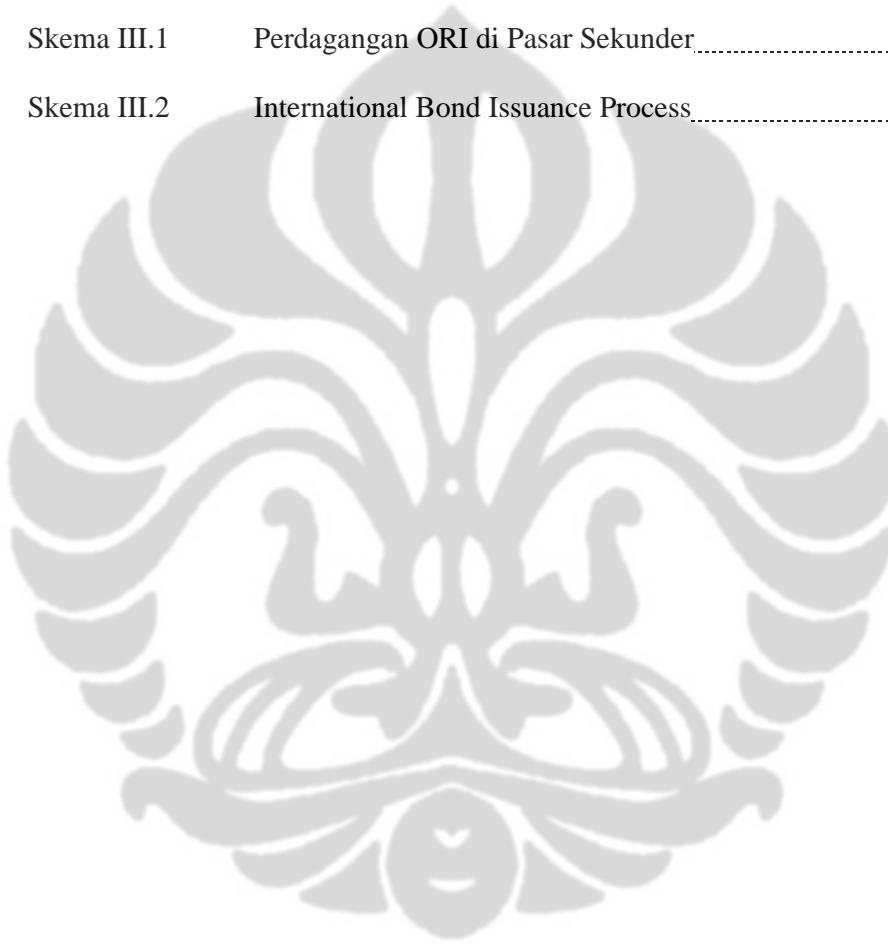 Skema III.1 Perdagangan ORI di Pasar Sekunder
Skema III.2 International Bond Issuance Process